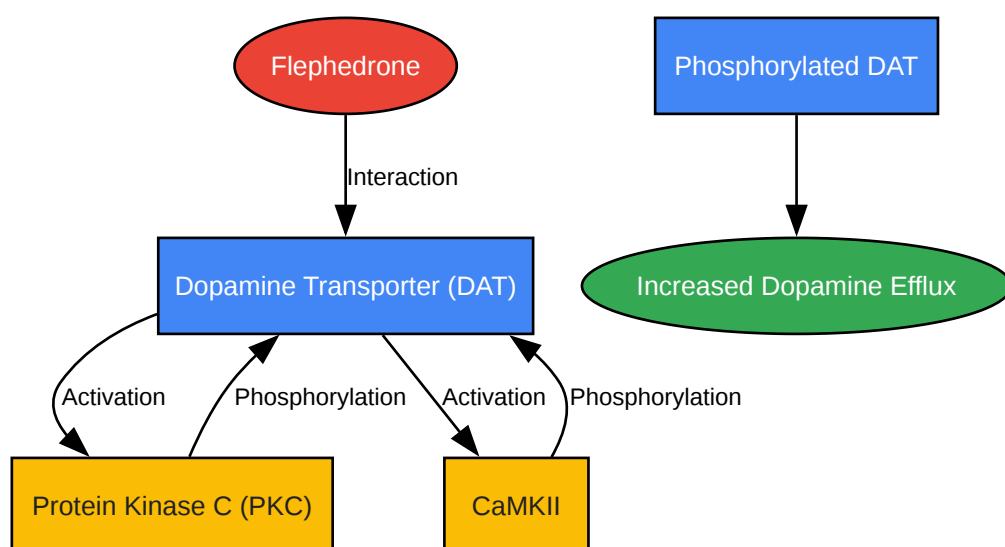 Flephedrone
Phosphorylated DAT
Interaction
Dopamine Transporter (DAT)
Increased Dopamine Efflux
Activation
Phosphorylation
Activation
Phosphorylation
Protein Kinase C (PKC)
CaMKII